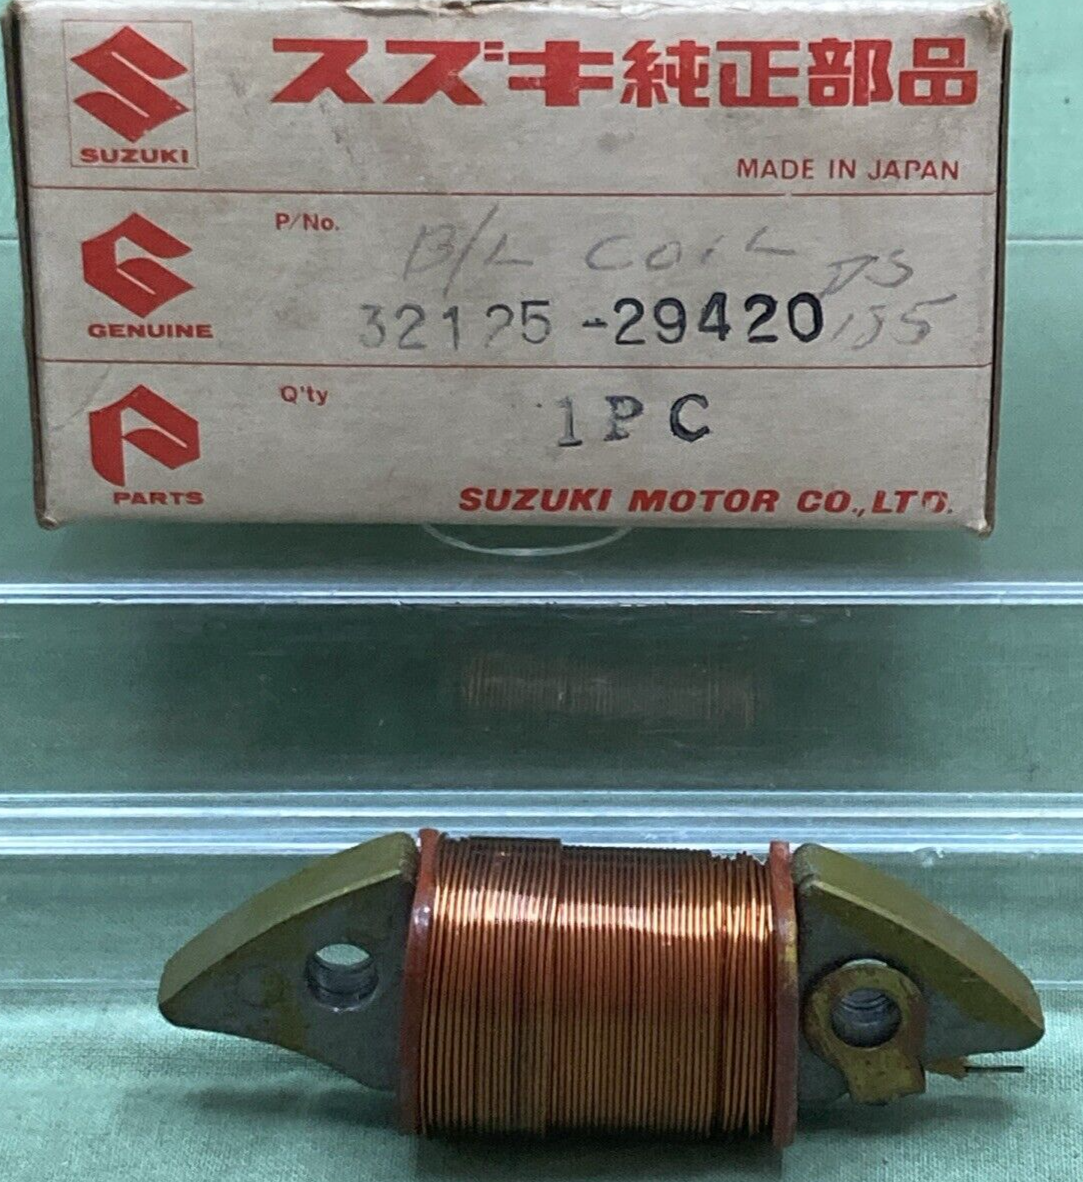 スズキ純正部品
SUZUKI
MADE IN JAPAN
P/No.
B/L COIL DS
32125-29420 185
GENUINE
Q'ty
1PC
PARTS
SUZUKI MOTOR CO.,LTD.